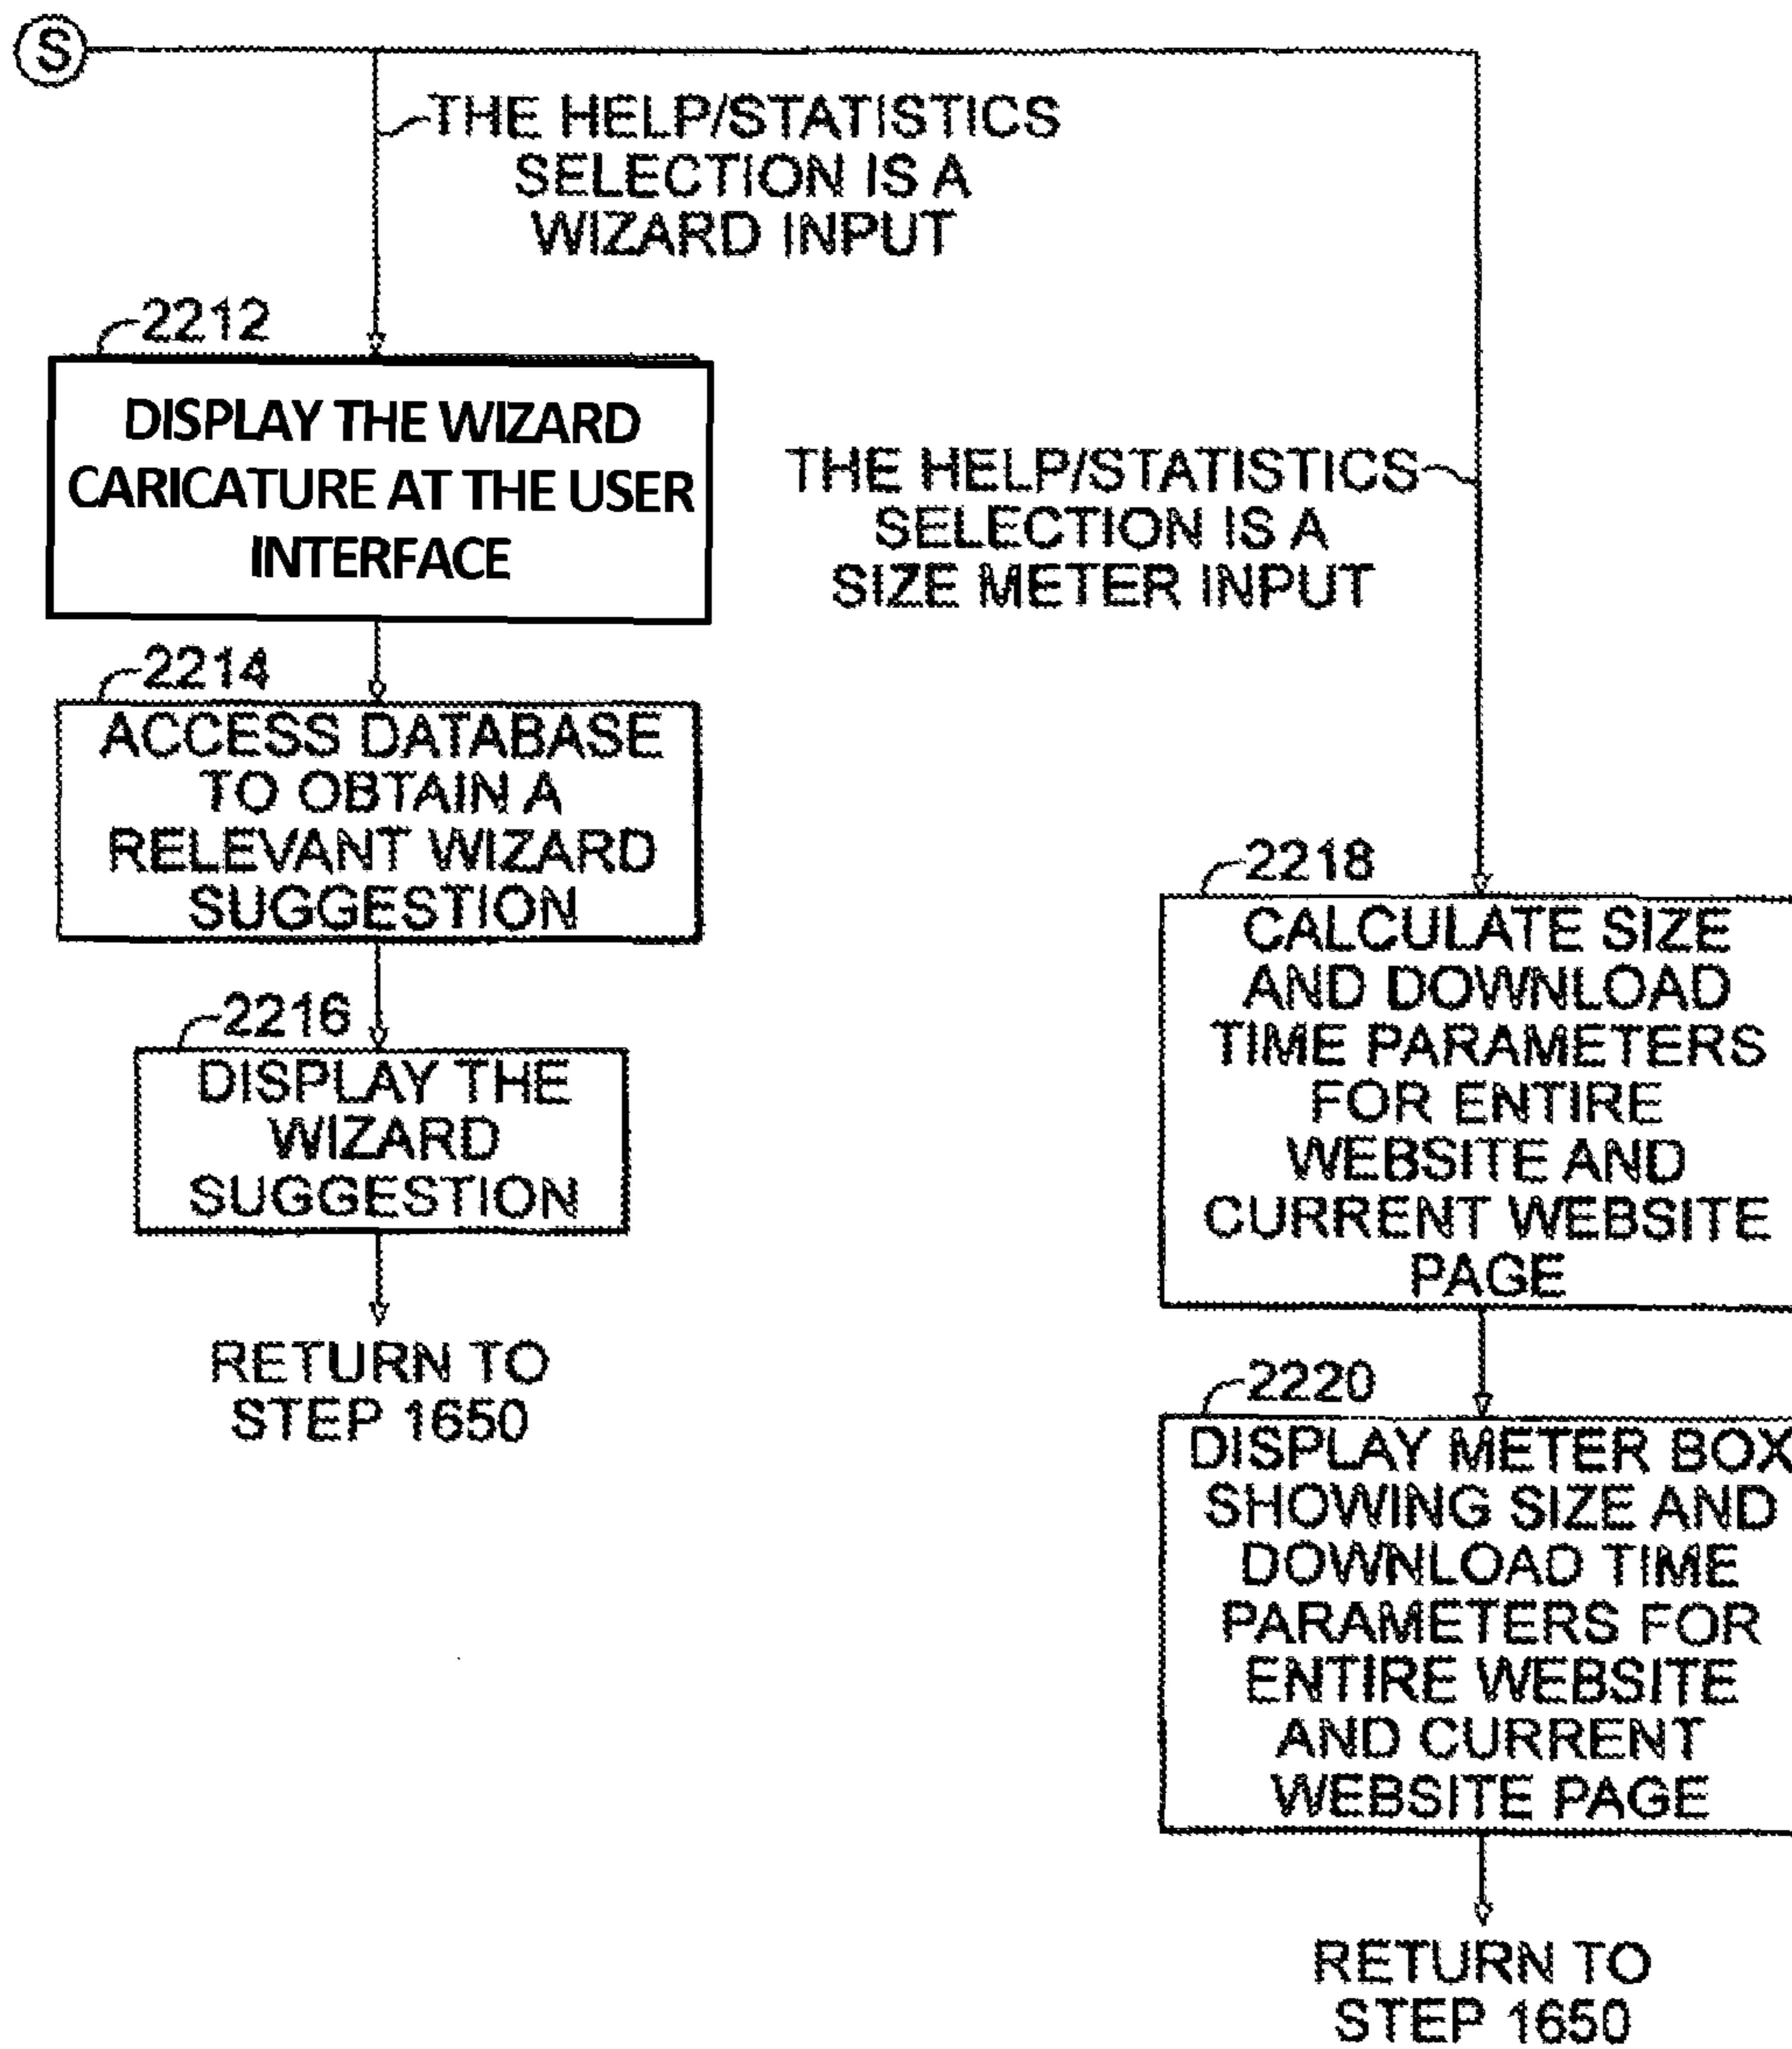 S
THE HELP/STATISTICS
SELECTION IS A
WIZARD INPUT
2212
DISPLAY THE WIZARD
CARICATURE AT THE USER
INTERFACE
2214
ACCESS DATABASE
TO OBTAIN A
RELEVANT WIZARD
SUGGESTION
2216
DISPLAY THE
WIZARD
SUGGESTION
RETURN TO
STEP 1650
THE HELP/STATISTICS
SELECTION IS A
SIZE METER INPUT
2218
CALCULATE SIZE
AND DOWNLOAD
TIME PARAMETERS
FOR ENTIRE
WEBSITE AND
CURRENT WEBSITE
PAGE
2220
DISPLAY METER BOX
SHOWING SIZE AND
DOWNLOAD TIME
PARAMETERS FOR
ENTIRE WEBSITE
AND CURRENT
WEBSITE PAGE
RETURN TO
STEP 1650